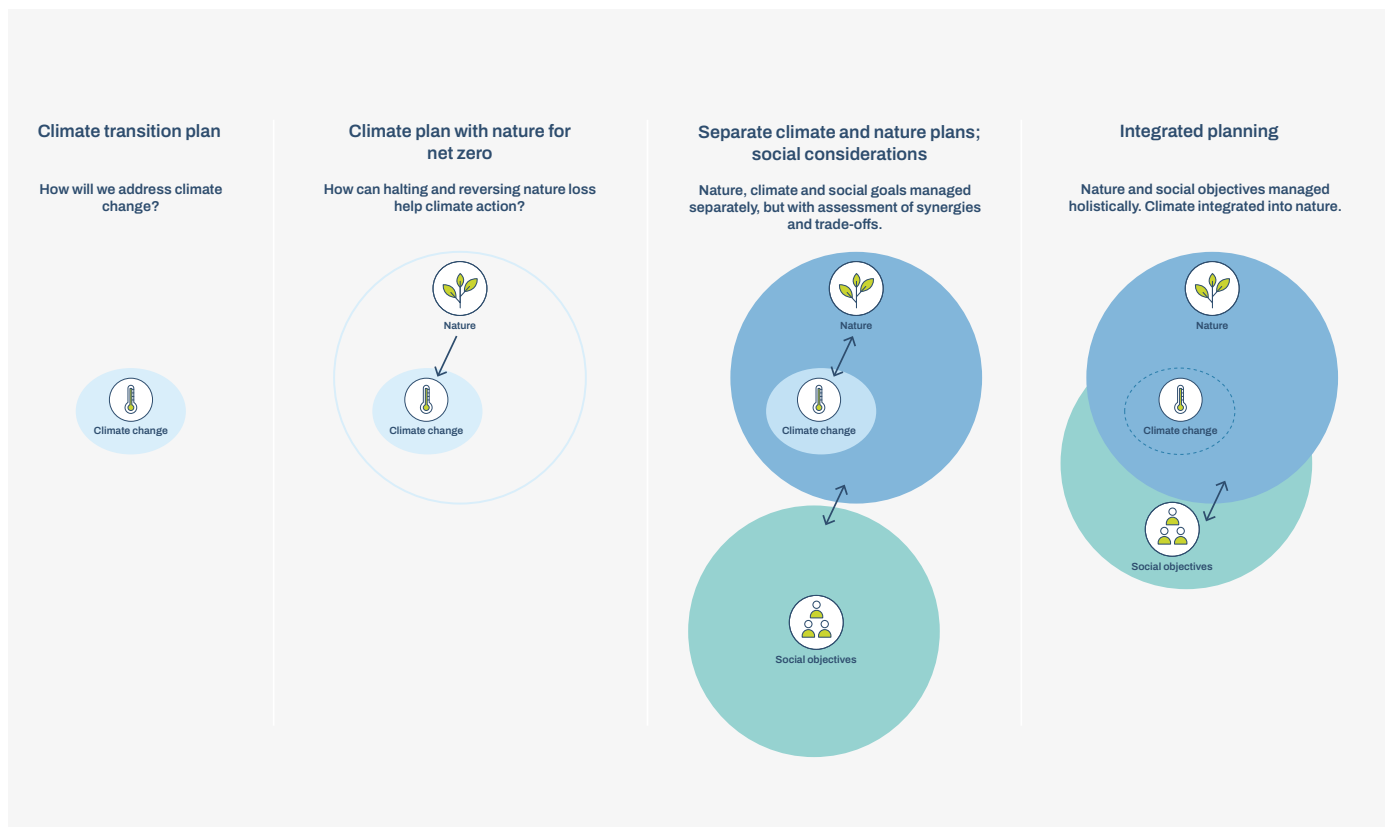 Climate transition plan
How will we address climate
change?
Climate change
Climate plan with nature for
net zero
How can halting and reversing nature loss
help climate action?
Nature
Climate change
Separate climate and nature plans;
social considerations
Nature, climate and social goals managed
separately, but with assessment of synergies
and trade-offs.
Nature
Climate change
Social objectives
Integrated planning
Nature and social objectives managed
holistically. Climate integrated into nature.
Nature
Climate change
Social objectives